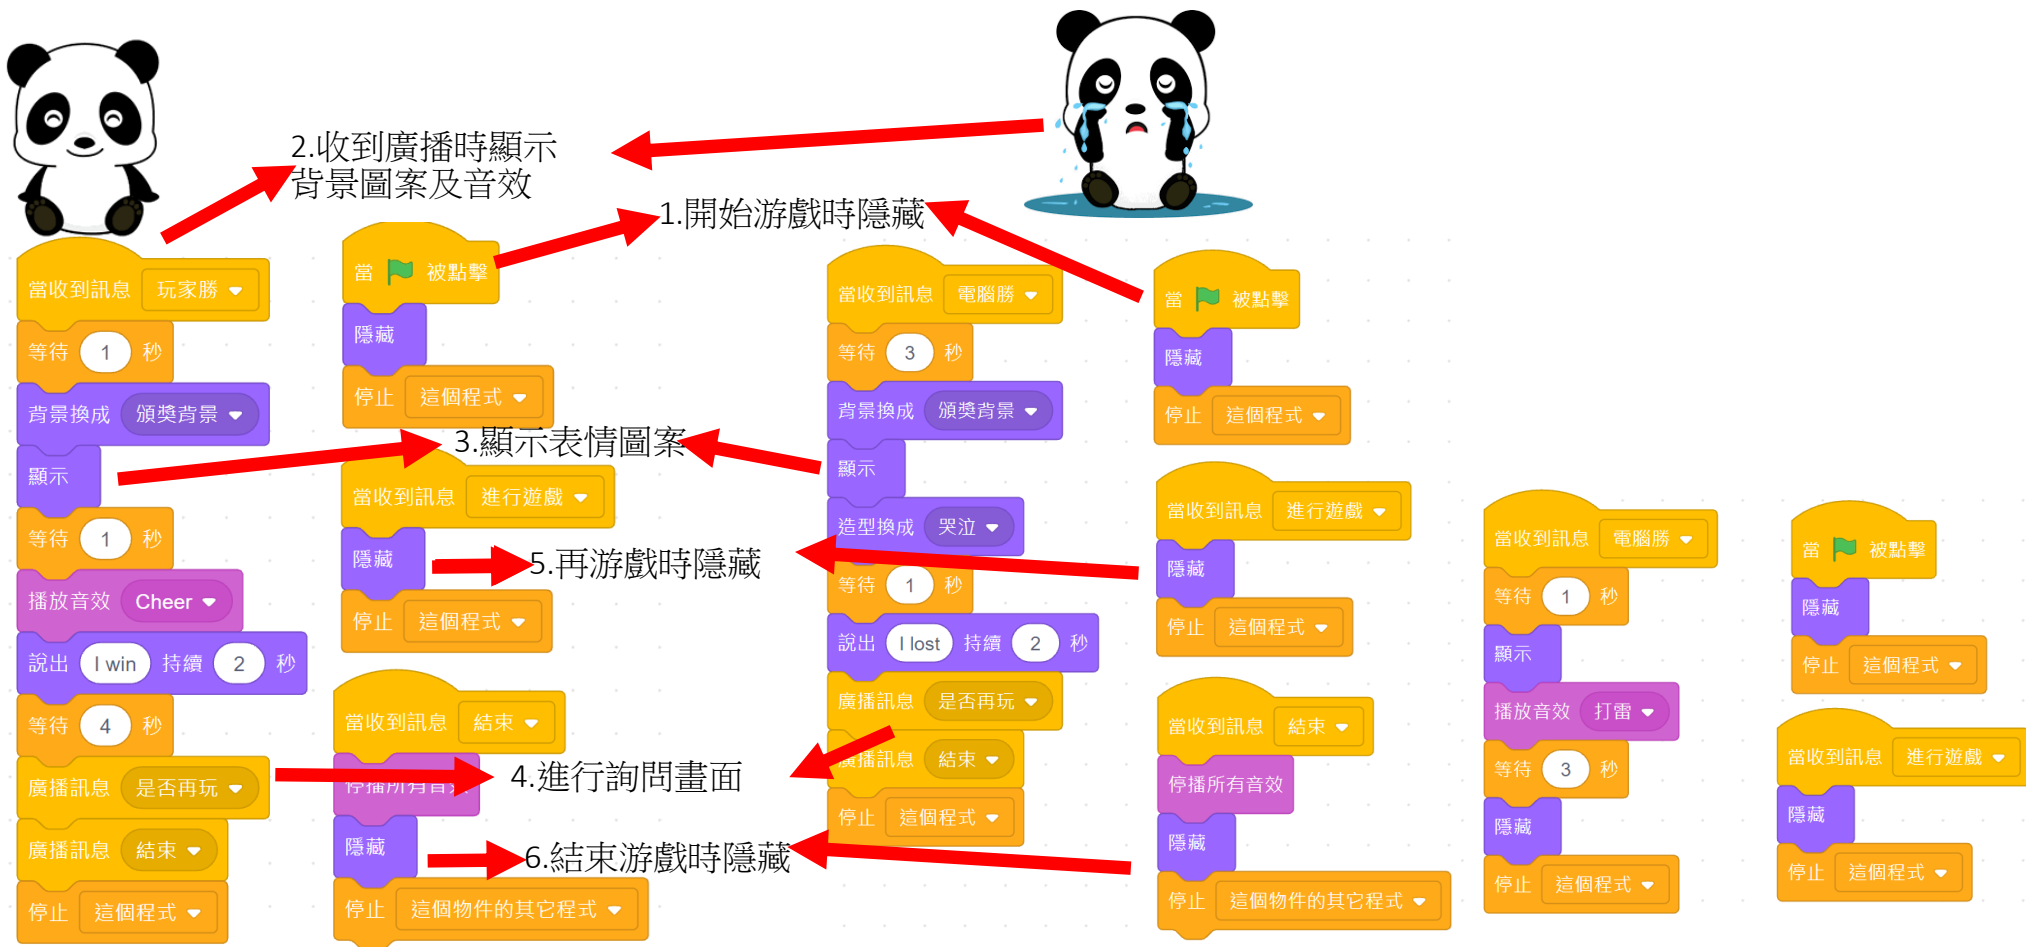 2.收到廣播時顯示
背景圖案及音效
1.開始游戲時隱藏
3.顯示表情圖案
5.再游戲時隱藏
4.進行詢問畫面
6.結束游戲時隱藏
當收到訊息 玩家勝
等待 1 秒
背景換成 頒獎背景
顯示
等待 1 秒
播放音效 Cheer
說出 I win 持續 2 秒
等待 4 秒
廣播訊息 是否再玩
廣播訊息 結束
停止 這個程式
當 被點擊
隱藏
停止 這個程式
當收到訊息 進行遊戲
隱藏
停止 這個程式
當收到訊息 結束
停播所有音效
隱藏
停止 這個物件的其它程式
當收到訊息 電腦勝
等待 3 秒
背景換成 頒獎背景
顯示
造型換成 哭泣
等待 1 秒
說出 I lost 持續 2 秒
廣播訊息 是否再玩
廣播訊息 結束
停止 這個程式
當 被點擊
隱藏
停止 這個程式
當收到訊息 進行遊戲
隱藏
停止 這個程式
當收到訊息 結束
停播所有音效
隱藏
停止 這個物件的其它程式
當收到訊息 電腦勝
等待 1 秒
顯示
播放音效 打雷
等待 3 秒
隱藏
停止 這個程式
當 被點擊
隱藏
停止 這個程式
當收到訊息 進行遊戲
隱藏
停止 這個程式